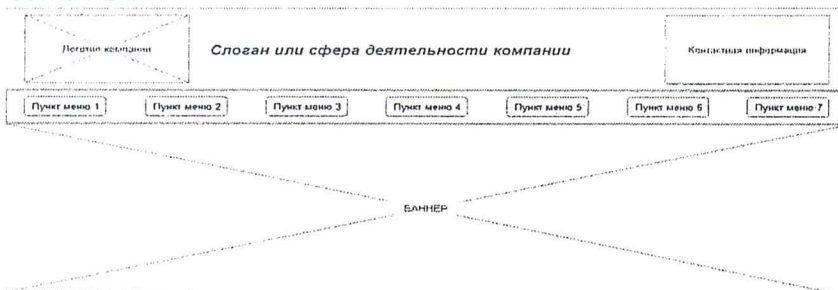 Логотип компании
Слоган или сфера деятельности компании
Контактная информация
Пункт меню 1
Пункт меню 2
Пункт меню 3
Пункт меню 4
Пункт меню 5
Пункт меню 6
Пункт меню 7
БАННЕР